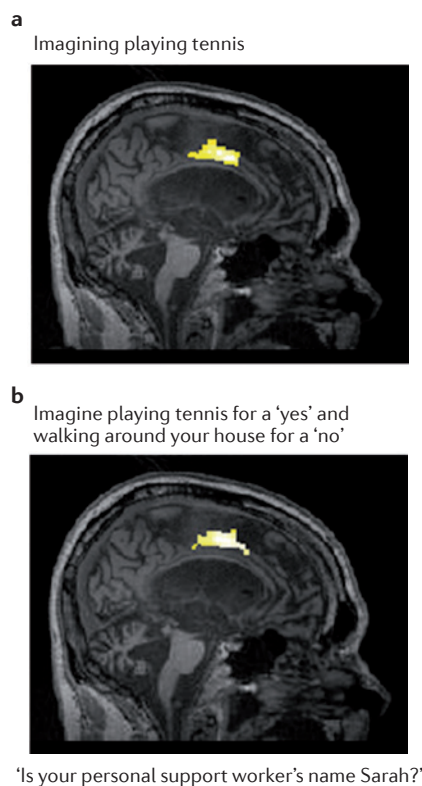 a
Imagining playing tennis
b
Imagine playing tennis for a ‘yes’ and
walking around your house for a ‘no’
‘Is your personal support worker’s name Sarah?’